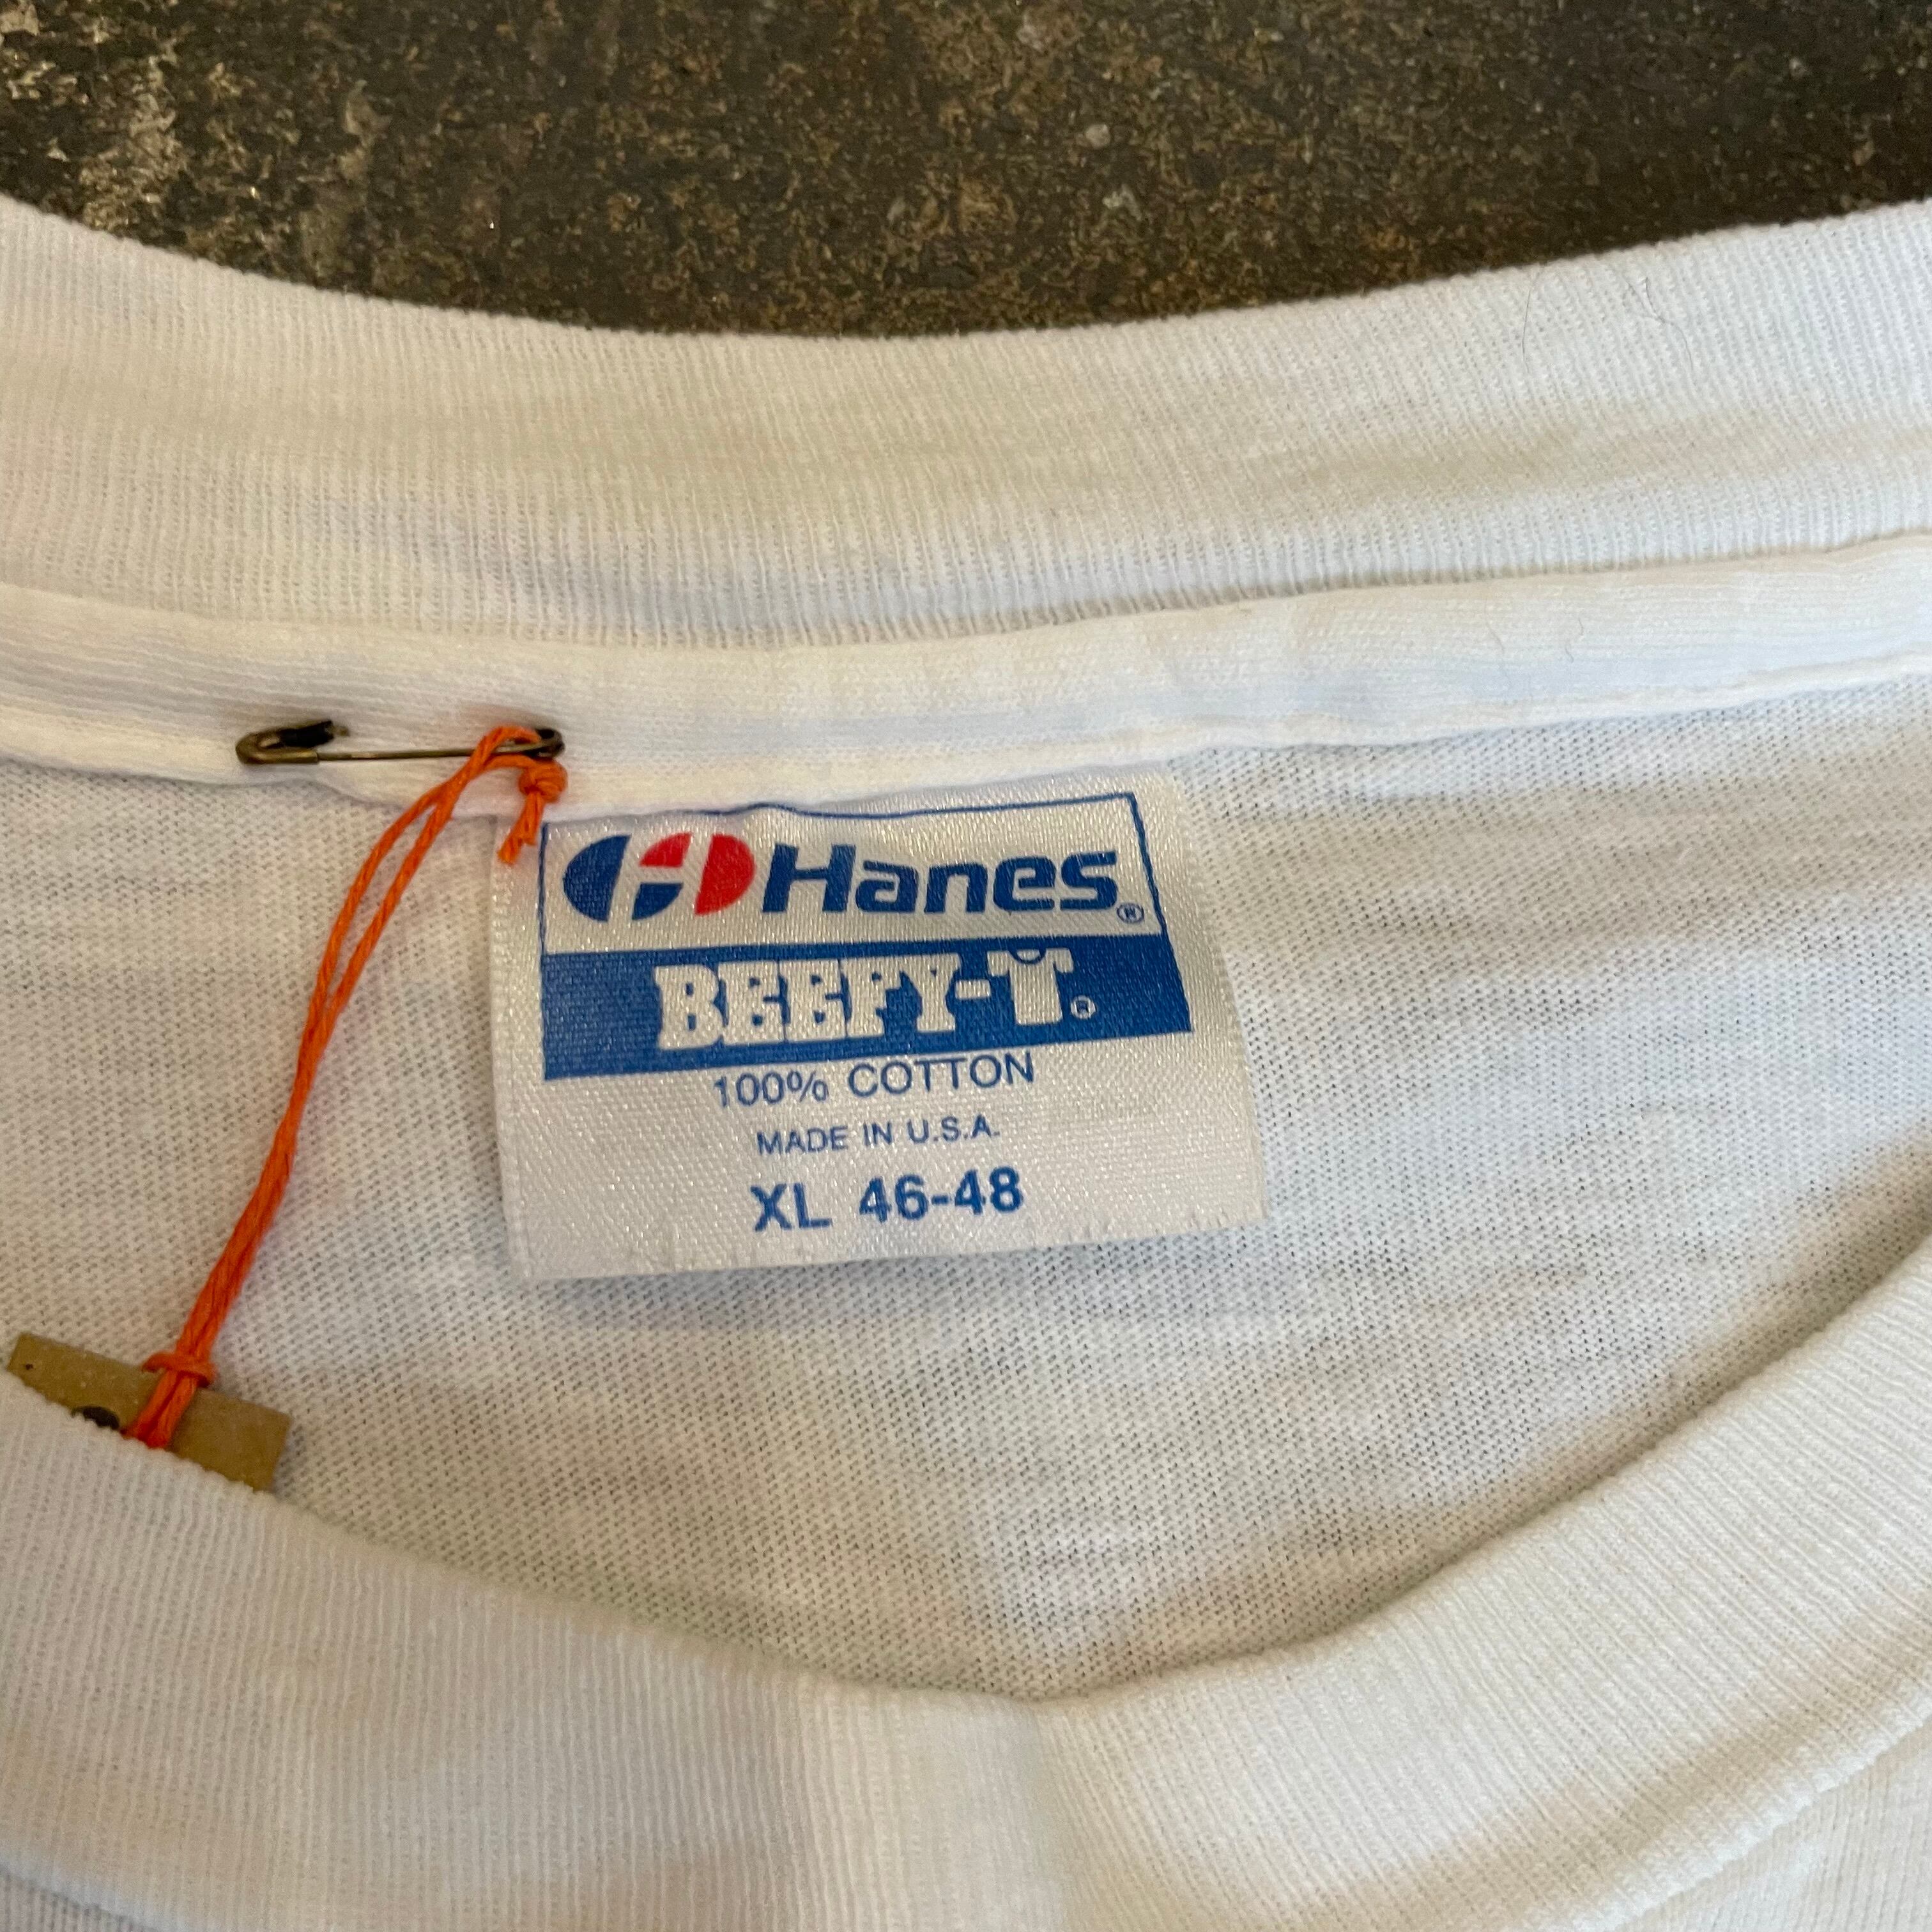 Hanes®
BEEFY-T®
100% COTTON
MADE IN U.S.A.
XL 46-48